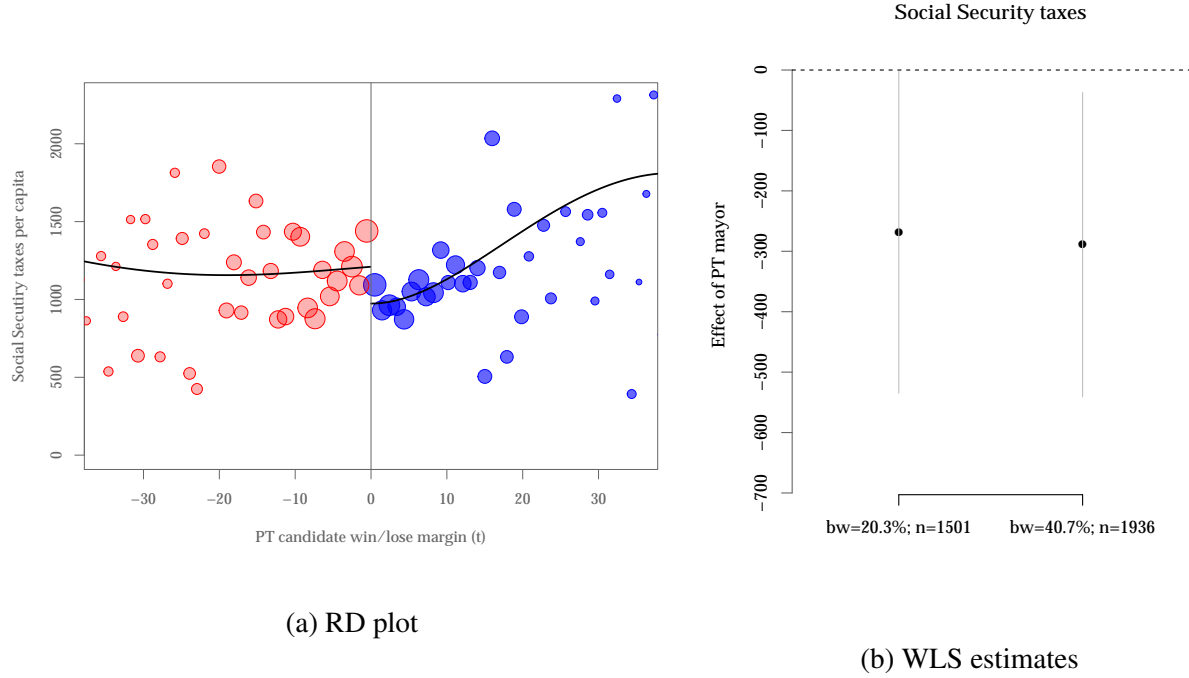 Social Secutiry taxes per capita
2000
1500
1000
500
0
−30
−20
−10
0
10
20
30
PT candidate win/lose margin (t)
(a) RD plot
Social Security taxes
Effect of PT mayor
0
−100
−200
−300
−400
−500
−600
−700
bw=20.3%; n=1501
bw=40.7%; n=1936
(b) WLS estimates